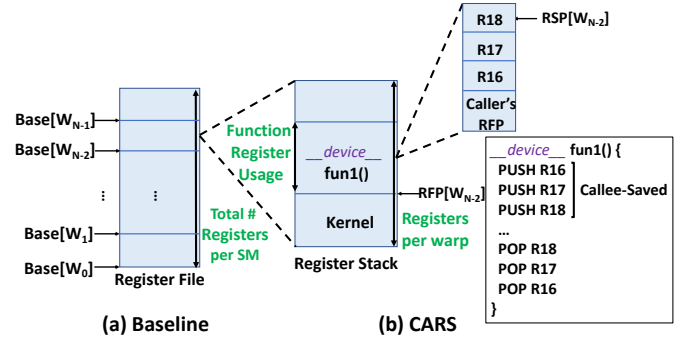 R18
RSP[W_{N-2}]
R17
R16
Caller's
RFP
Base[W_{N-1}]
Base[W_{N-2}]
...
...
Base[W_1]
Base[W_0]
Total #
Registers
per SM
Register File
Function
Register
Usage
__device__
fun1()
Kernel
RFP[W_{N-2}]
Registers
per warp
Register Stack
__device__ fun1() {
PUSH R16
PUSH R17
PUSH R18
Callee-Saved
...
POP R18
POP R17
POP R16
}
(a) Baseline
(b) CARS